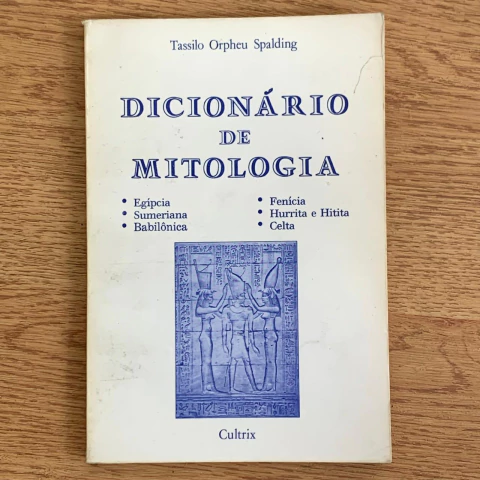 Tassilo Orpheu Spalding
DICIONÁRIO
DE
MITOLOGIA
• Egípcia
• Sumeriana
• Babilônica
• Fenícia
• Hurrita e Hitita
• Celta
Cultrix